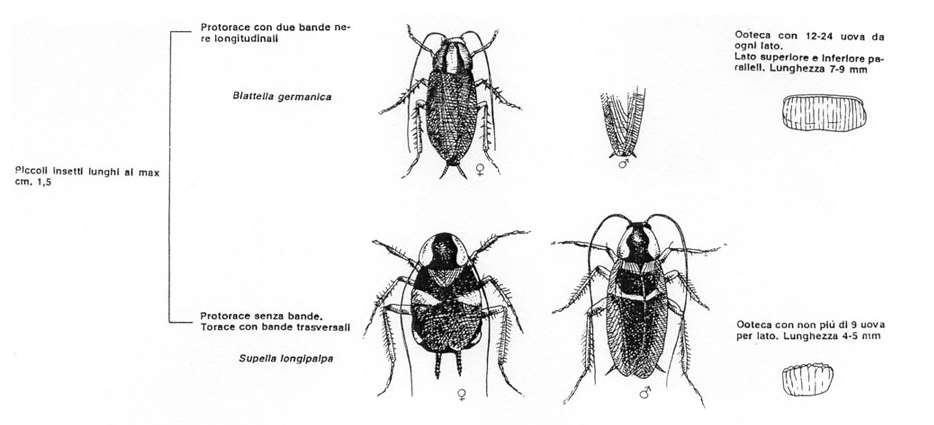 Protorace con due bande ne-
re longitudinali
Blattella germanica
Ooteca con 12-24 uova da
ogni lato.
Lato superiore e inferiore pa-
ralleli. Lunghezza 7-9 mm
♀
♂
Piccoli insetti lunghi al max
cm. 1,5
Protorace senza bande.
Torace con bande trasversali
Supella longipalpa
Ooteca con non piú di 9 uova
per lato. Lunghezza 4-5 mm
♀
♂